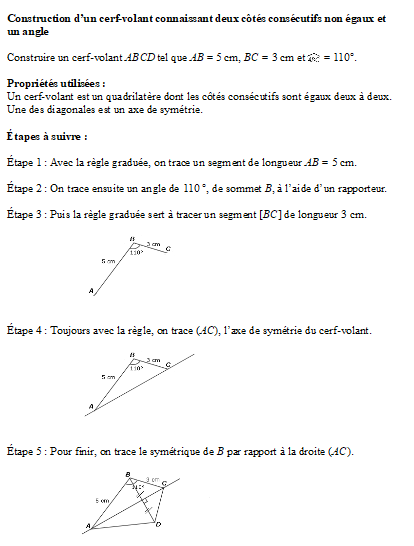 Construction d'un cerf-volant connaissant deux côtés consécutifs non égaux et
un angle
Construire un cerf-volant ABCD tel que AB = 5 cm, BC = 3 cm et ABC = 110°.
Propriétés utilisées :
Un cerf-volant est un quadrilatère dont les côtés consécutifs sont égaux deux à deux.
Une des diagonales est un axe de symétrie.
Étapes à suivre :
Étape 1 : Avec la règle graduée, on trace un segment de longueur AB = 5 cm.
Étape 2 : On trace ensuite un angle de 110 °, de sommet B, à l'aide d'un rapporteur.
Étape 3 : Puis la règle graduée sert à tracer un segment [BC] de longueur 3 cm.
B
3 cm
C
110°
5 cm
A
Étape 4 : Toujours avec la règle, on trace (AC), l'axe de symétrie du cerf-volant.
B
3 cm
C
110°
5 cm
A
Étape 5 : Pour finir, on trace le symétrique de B par rapport à la droite (AC).
B
3 cm
C
110°
5 cm
A
D